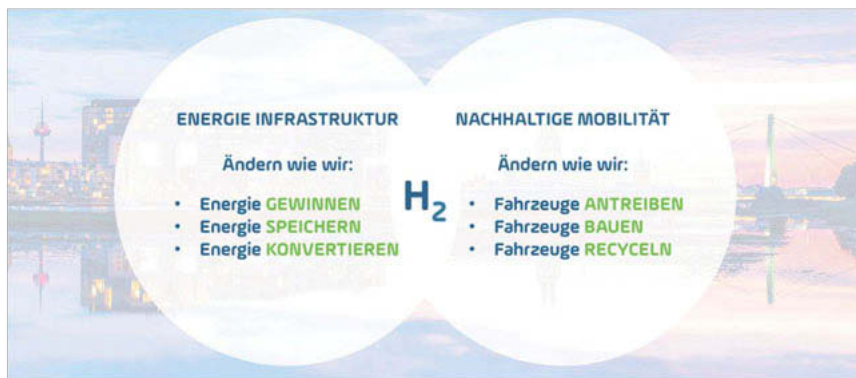 ENERGIE INFRASTRUKTUR
Ändern wie wir:
• Energie GEWINNEN
• Energie SPEICHERN
• Energie KONVERTIEREN
H₂
NACHHALTIGE MOBILITÄT
Ändern wie wir:
• Fahrzeuge ANTREIBEN
• Fahrzeuge BAUEN
• Fahrzeuge RECYCELN